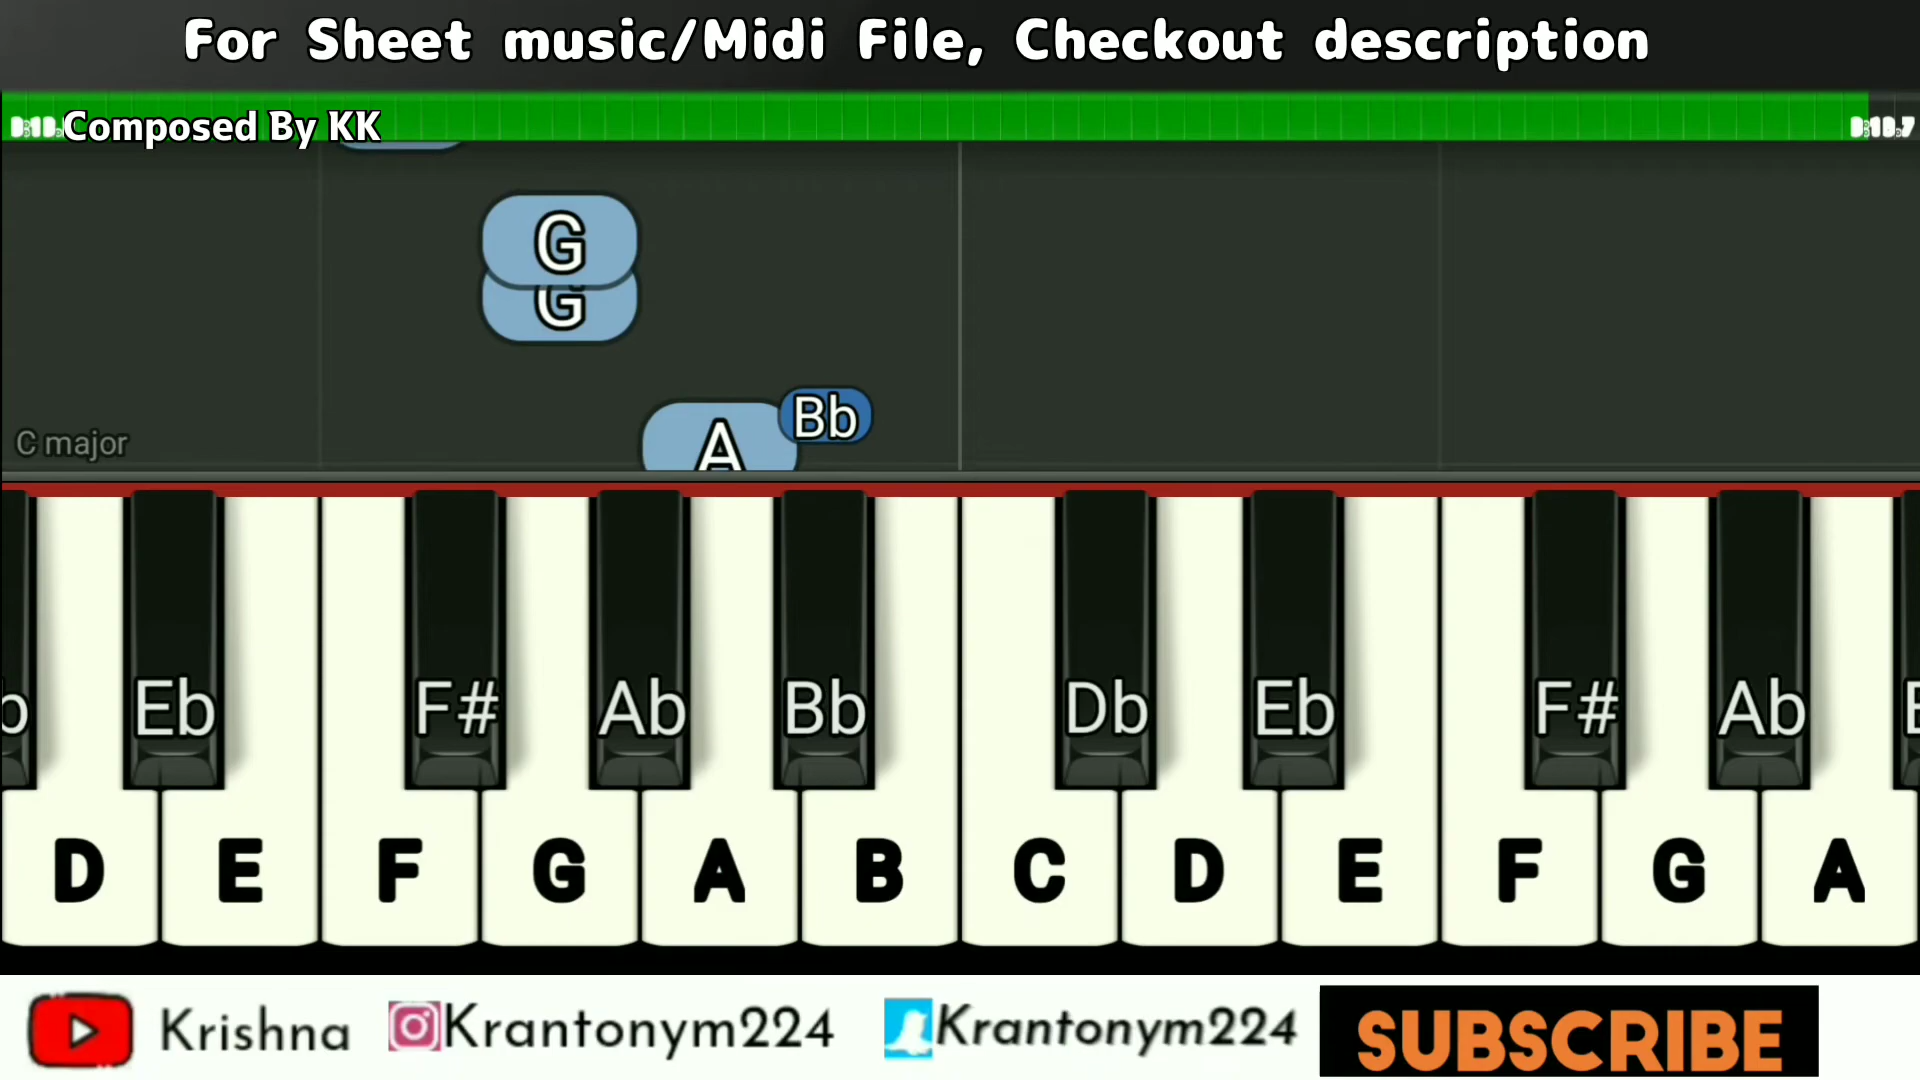 For Sheet music/Midi File, Checkout description
Composed By KK
G
G
Bb
A
C major
Eb F# Ab Bb Db Eb F# Ab
D E F G A B C D E F G A
Krishna Krantonym224 Krantonym224 SUBSCRIBE